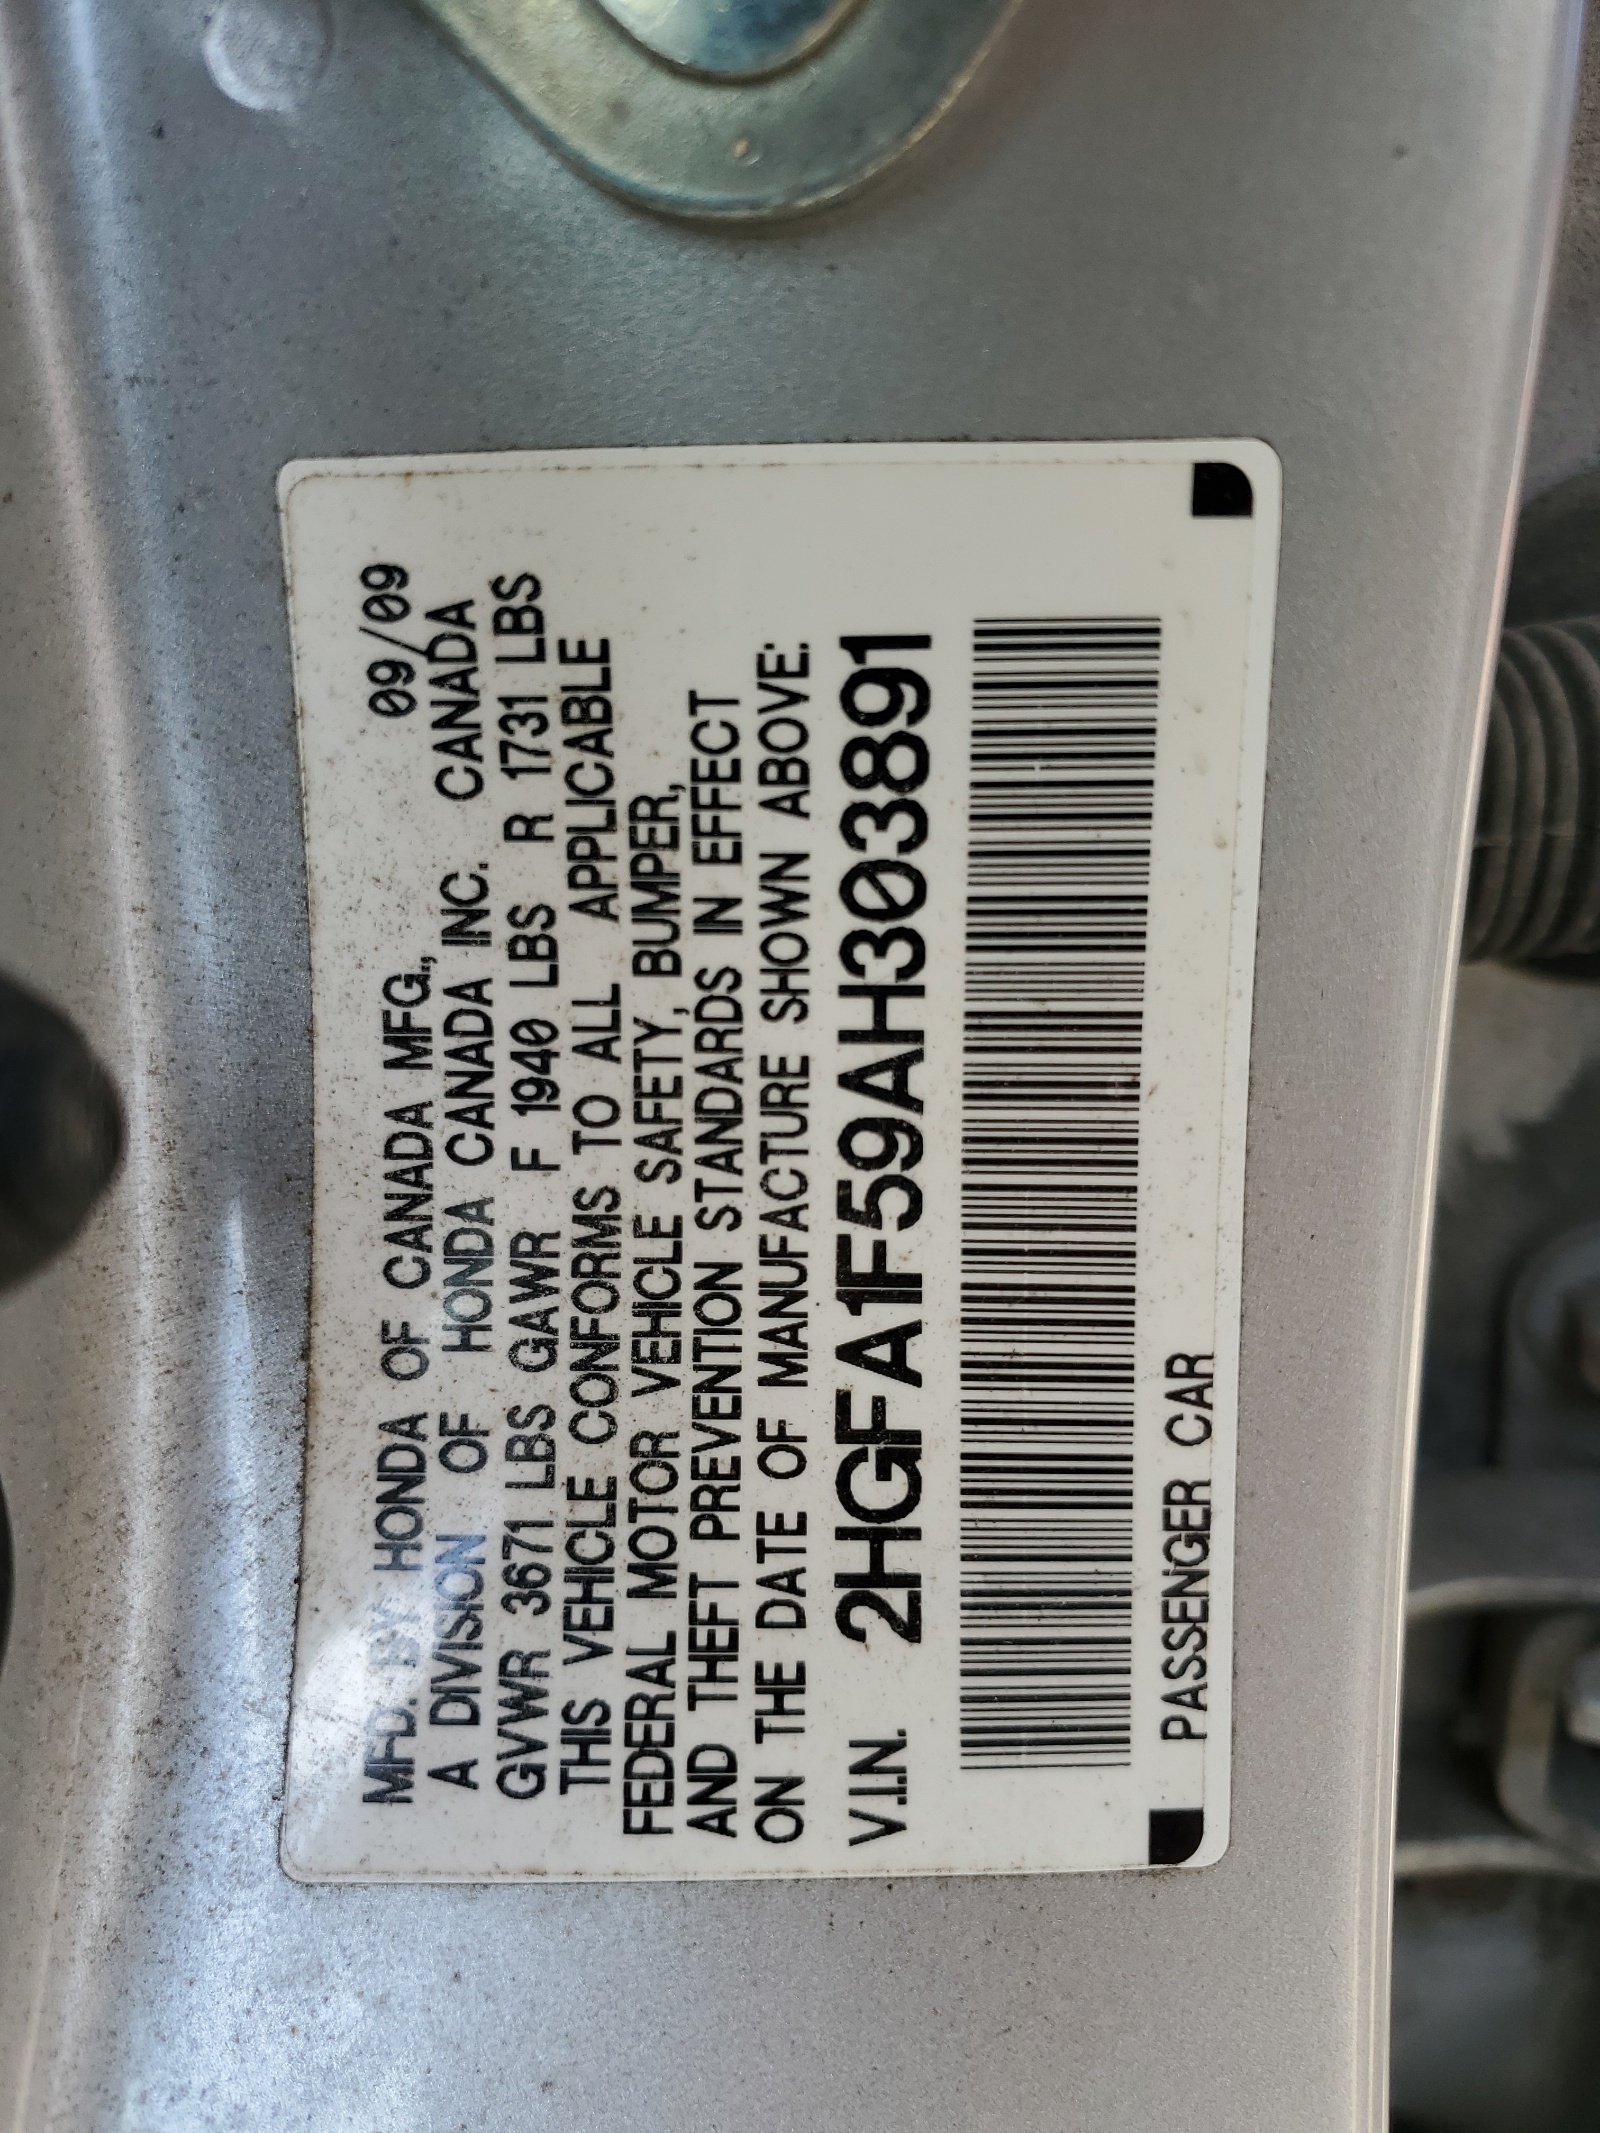 09/09
MFD. BY HONDA OF CANADA MFG.,
A DIVISION OF HONDA CANADA INC. CANADA
GVWR 3671 LBS GAWR F 1940 LBS R 1731 LBS
THIS VEHICLE CONFORMS TO ALL APPLICABLE
FEDERAL MOTOR VEHICLE SAFETY, BUMPER,
AND THEFT PREVENTION STANDARDS IN EFFECT
ON THE DATE OF MANUFACTURE SHOWN ABOVE:
V.I.N. 2HGFA1F59AH303891
PASSENGER CAR